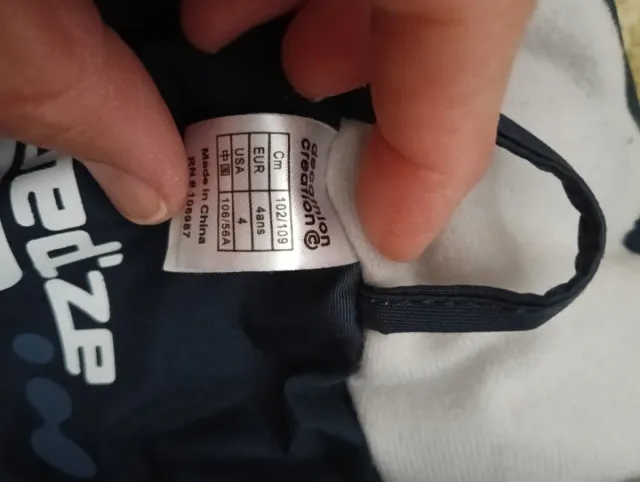 decathlon
Creation ©
Cm 102/109
EUR 4ans
USA 4
中国 106/56A
Made in China
RN # 106987
edze